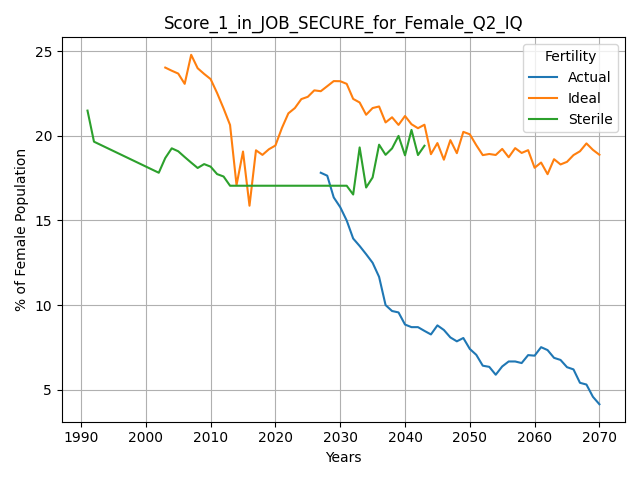 Score_1_in_JOB_SECURE_for_Female_Q2_IQ
% of Female Population
25
20
15
10
5
Fertility
Actual
Ideal
Sterile
1990 2000 2010 2020 2030 2040 2050 2060 2070
Years